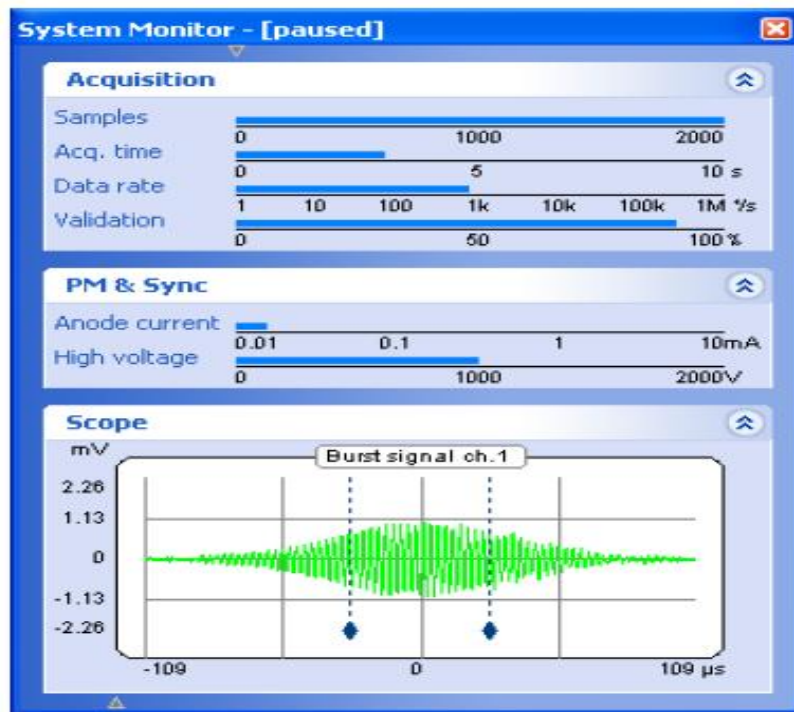 System Monitor - [paused]
Acquisition
Samples
0 1000 2000
Acq. time
0 5 10 s
Data rate
1 10 100 1k 10k 100k 1M ¹/s
Validation
0 50 100 %
PM & Sync
Anode current
0.01 0.1 1 10mA
High voltage
0 1000 2000V
Scope
mV
Burst signal ch.1
2.26
1.13
0
-1.13
-2.26
-109 0 109 µs